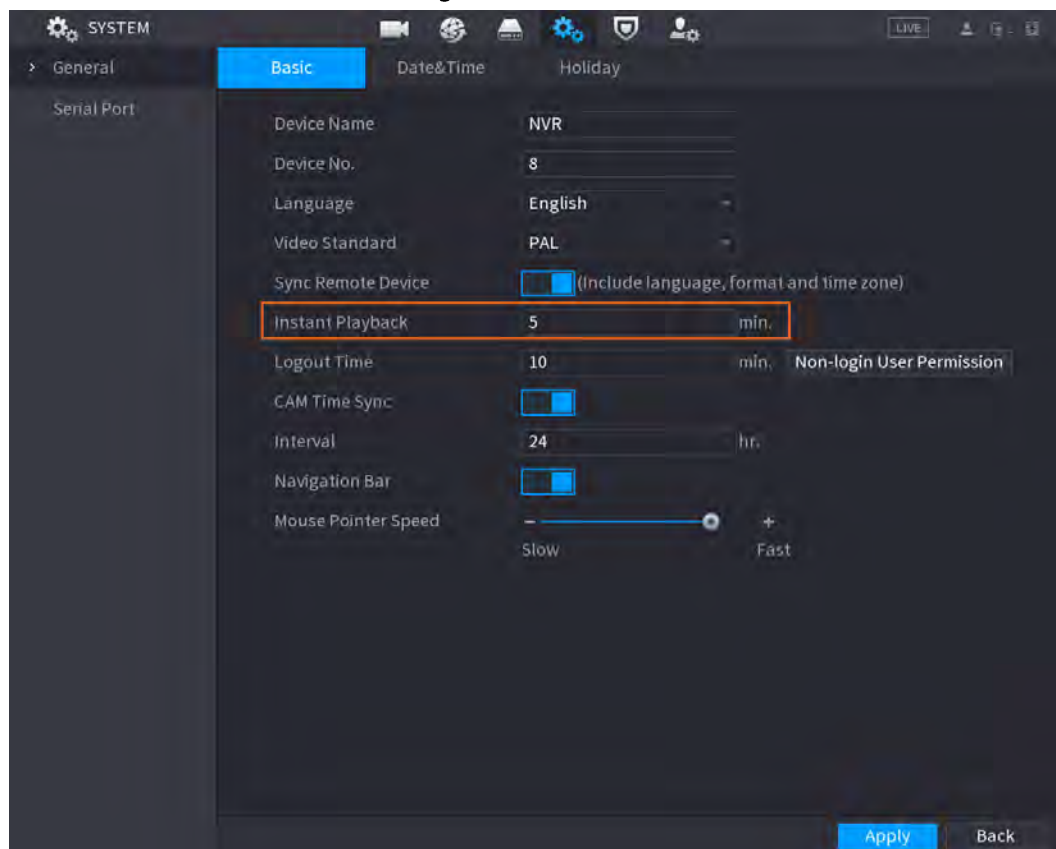 SYSTEM
LIVE
General
Basic Date&Time Holiday
Serial Port
Device Name NVR
Device No. 8
Language English
Video Standard PAL
Sync Remote Device (Include language, format and time zone)
Instant Playback 5 min.
Logout Time 10 min. Non-login User Permission
CAM Time Sync
Interval 24 hr.
Navigation Bar
Mouse Pointer Speed - +
Slow Fast
Apply Back